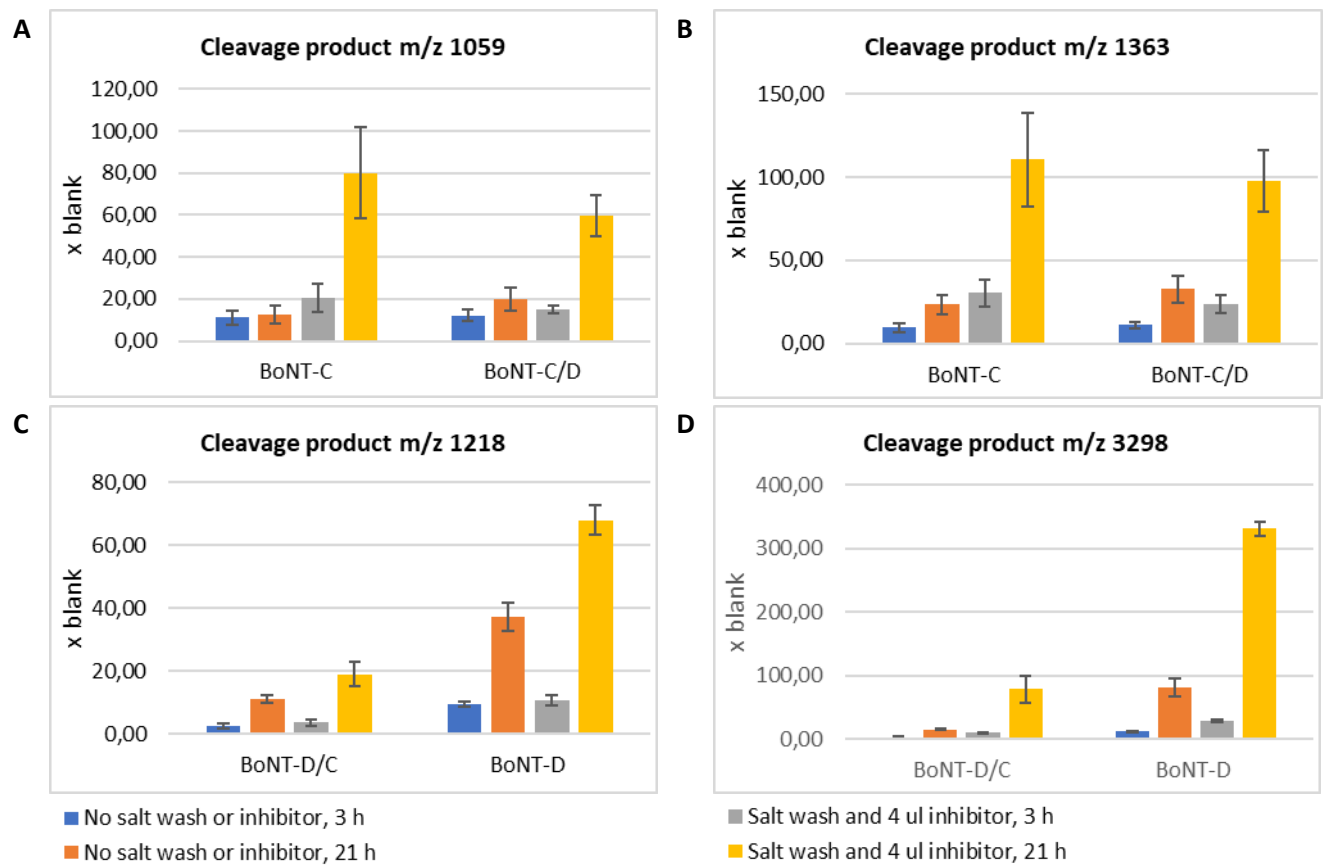 A
Cleavage product m/z 1059
120,00
100,00
80,00
60,00
40,00
20,00
0,00
x blank
BoNT-C BoNT-C/D
B
Cleavage product m/z 1363
150,00
100,00
50,00
0,00
x blank
BoNT-C BoNT-C/D
C
Cleavage product m/z 1218
80,00
60,00
40,00
20,00
0,00
x blank
BoNT-D/C BoNT-D
D
Cleavage product m/z 3298
400,00
300,00
200,00
100,00
0,00
x blank
BoNT-D/C BoNT-D
No salt wash or inhibitor, 3 h
No salt wash or inhibitor, 21 h
Salt wash and 4 ul inhibitor, 3 h
Salt wash and 4 ul inhibitor, 21 h